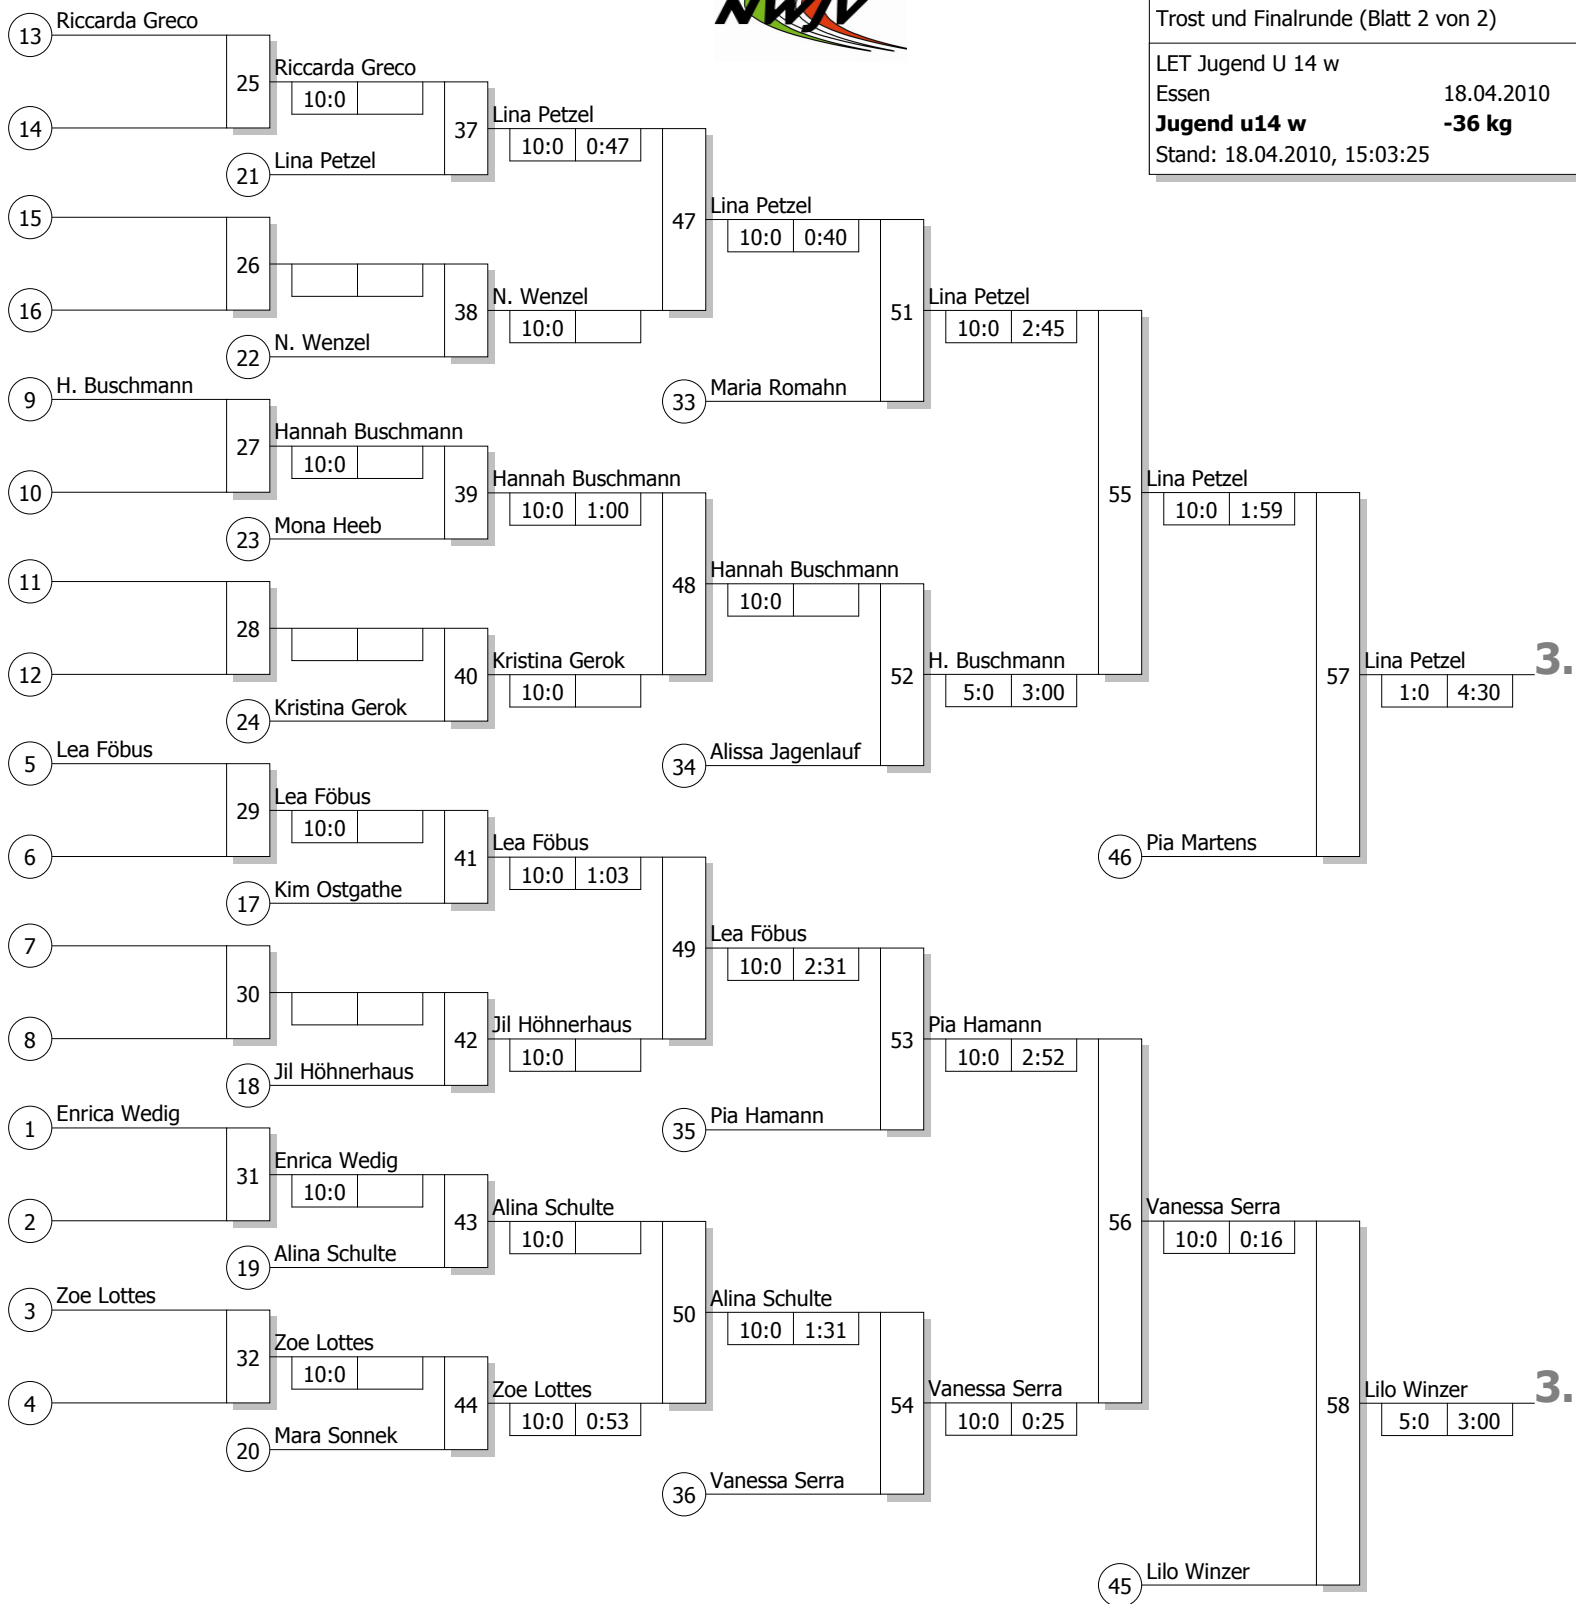 NWJV
Trost und Finalrunde (Blatt 2 von 2)
LET Jugend U 14 w
Essen 18.04.2010
Jugend u14 w -36 kg
Stand: 18.04.2010, 15:03:25
13 Riccarda Greco
25 Riccarda Greco
10:0
14
37 Lina Petzel
10:0 0:47
21 Lina Petzel
15
47 Lina Petzel
10:0 0:40
26
16
38 N. Wenzel
10:0
22 N. Wenzel
51 Lina Petzel
10:0 2:45
33 Maria Romahn
9 H. Buschmann
27 Hannah Buschmann
10:0
10
39 Hannah Buschmann
10:0 1:00
23 Mona Heeb
55 Lina Petzel
10:0 1:59
11
48 Hannah Buschmann
10:0
28
12
40 Kristina Gerok
10:0
24 Kristina Gerok
52 H. Buschmann
5:0 3:00
34 Alissa Jagenlauf
57 Lina Petzel 3.
1:0 4:30
5 Lea Föbus
29 Lea Föbus
10:0
6
41 Lea Föbus
10:0 1:03
17 Kim Ostgathe
46 Pia Martens
7
49 Lea Föbus
10:0 2:31
30
8
42 Jil Höhnerhaus
10:0
18 Jil Höhnerhaus
53 Pia Hamann
10:0 2:52
35 Pia Hamann
1 Enrica Wedig
31 Enrica Wedig
10:0
2
43 Alina Schulte
10:0
19 Alina Schulte
56 Vanessa Serra
10:0 0:16
3 Zoe Lottes
50 Alina Schulte
10:0 1:31
32 Zoe Lottes
10:0
4
44 Zoe Lottes
10:0 0:53
20 Mara Sonnek
54 Vanessa Serra
10:0 0:25
36 Vanessa Serra
58 Lilo Winzer 3.
5:0 3:00
45 Lilo Winzer